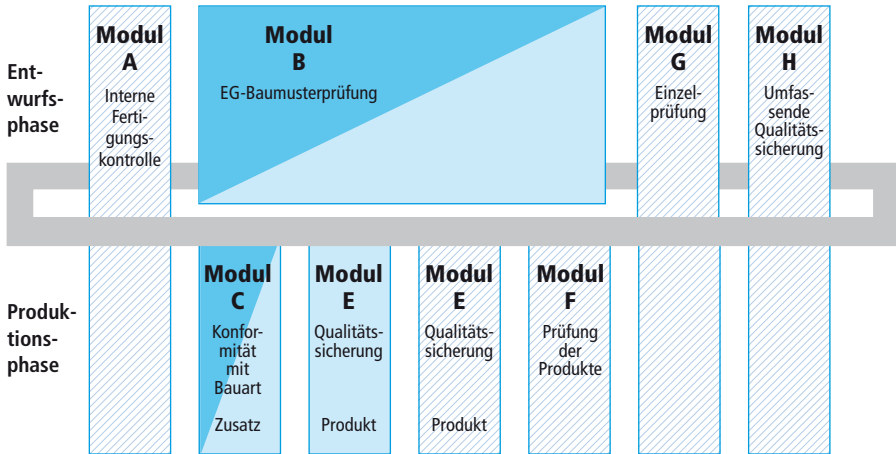 Ent-
wurfs-
phase
Modul
A
Interne
Ferti-
gungs-
kontrolle
Modul
B
EG-Baumusterprüfung
Modul
G
Einzel-
prüfung
Modul
H
Umfas-
sende
Qualitäts-
sicherung
Produk-
tions-
phase
Modul
C
Konfor-
mität
mit
Bauart
Zusatz
Modul
E
Qualitäts-
sicherung
Produkt
Modul
E
Qualitäts-
sicherung
Produkt
Modul
F
Prüfung
der
Produkte